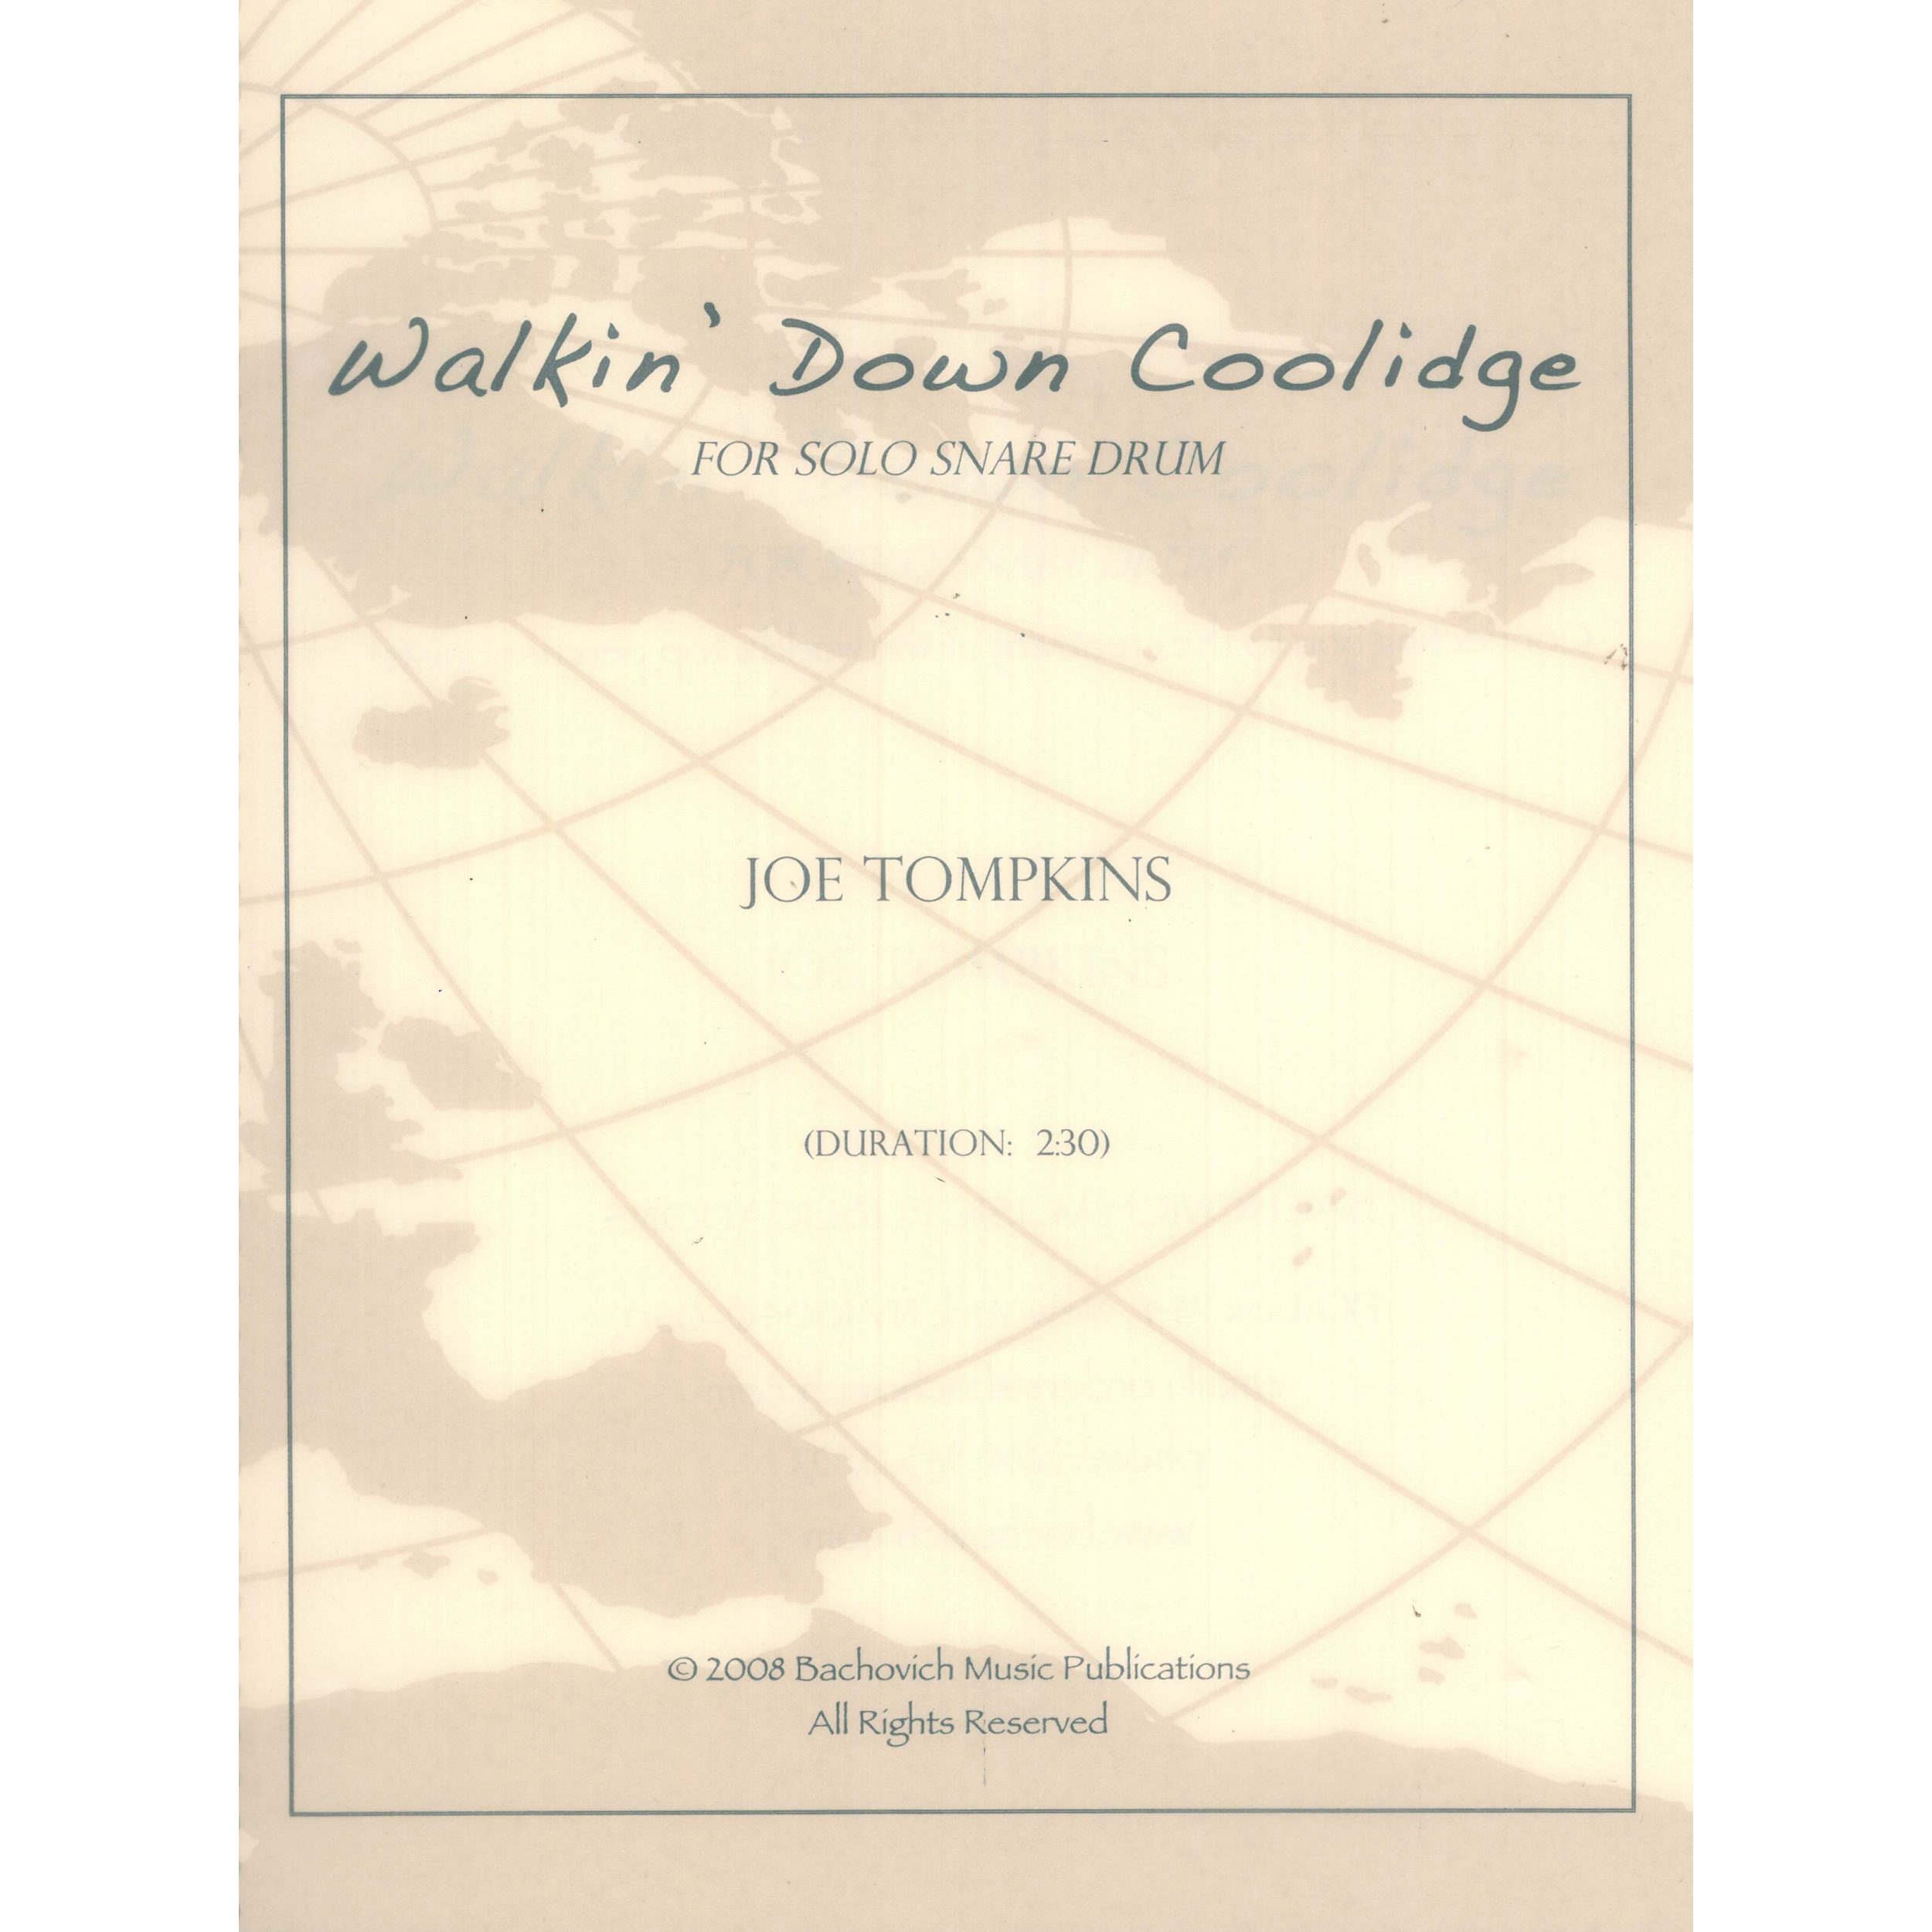 Walkin' Down Coolidge
FOR SOLO SNARE DRUM
JOE TOMPKINS
(DURATION: 2:30)
© 2008 Bachovich Music Publications
All Rights Reserved